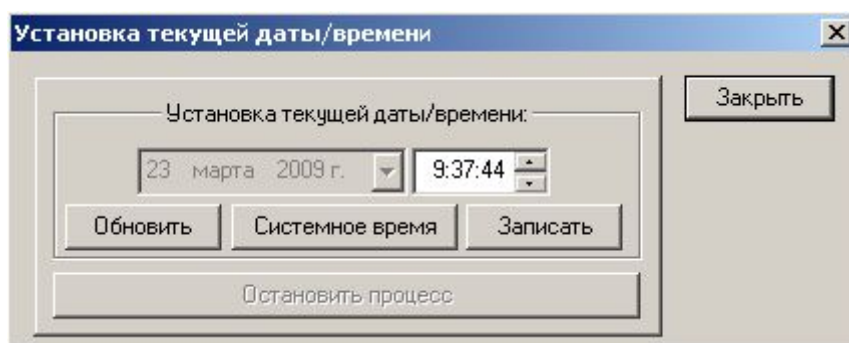 Установка текущей даты/времени
Закрыть
Установка текущей даты/времени:
23 марта 2009 г. 9:37:44
Обновить Системное время Записать
Остановить процесс